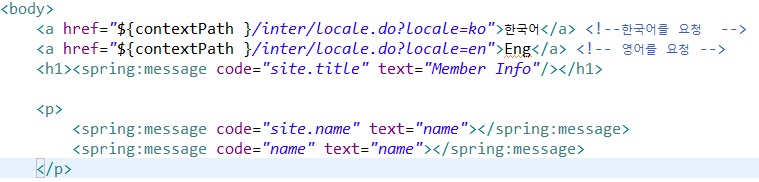 <body>
<a href="${contextPath }/inter/locale.do?locale=ko">한국어</a> <!--한국어를 요청  -->
<a href="${contextPath }/inter/locale.do?locale=en">Eng</a> <!-- 영어를 요청 -->
<h1><spring:message code="site.title" text="Member Info"/></h1>
<p>
<spring:message code="site.name" text="name"></spring:message>
<spring:message code="name" text="name"></spring:message>
</p>